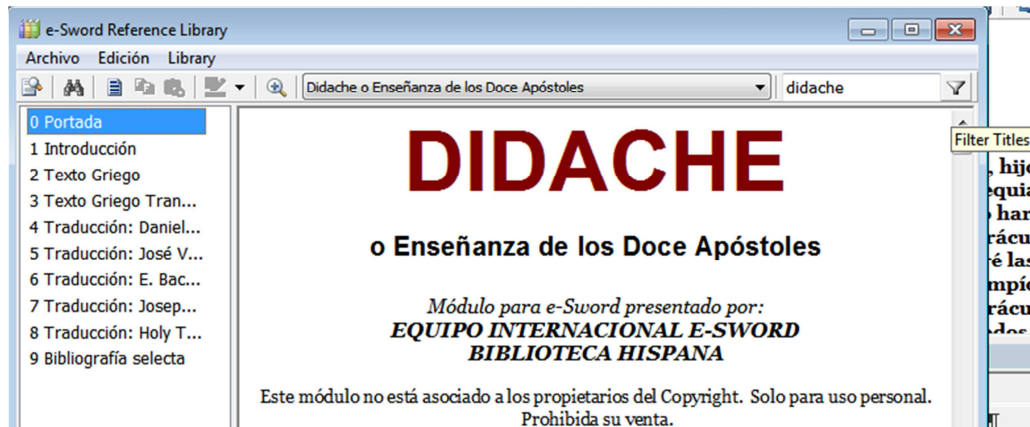 e-Sword Reference Library
Archivo Edición Library
Didache o Enseñanza de los Doce Apóstoles didache
Filter Titles
0 Portada
1 Introducción
2 Texto Griego
3 Texto Griego Tran...
4 Traducción: Daniel...
5 Traducción: José V...
6 Traducción: E. Bac...
7 Traducción: Josep...
8 Traducción: Holy T...
9 Bibliografía selecta
DIDACHE
o Enseñanza de los Doce Apóstoles
Módulo para e-Sword presentado por:
EQUIPO INTERNACIONAL E-SWORD
BIBLIOTECA HISPANA
Este módulo no está asociado a los propietarios del Copyright. Solo para uso personal.
Prohibida su venta.